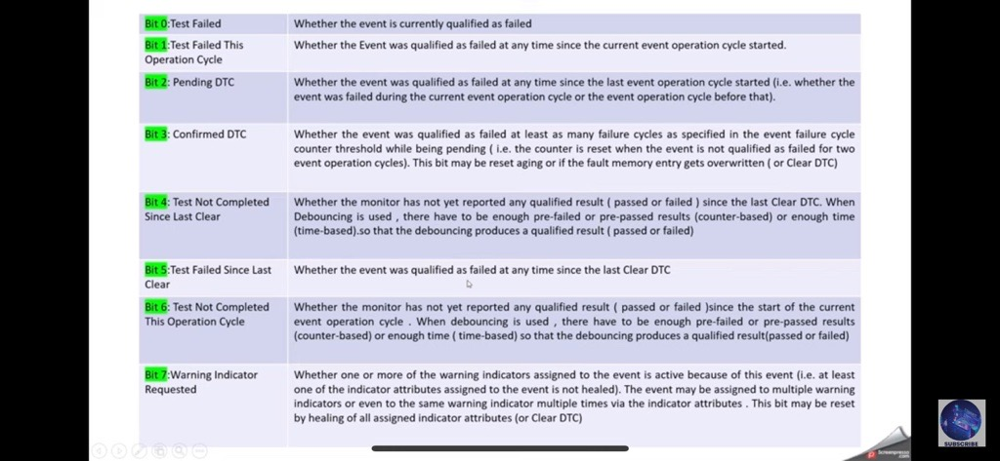 Bit 0:Test Failed
Whether the event is currently qualified as failed
Bit 1:Test Failed This
Operation Cycle
Whether the Event was qualified as failed at any time since the current event operation cycle started.
Bit 2: Pending DTC
Whether the event was qualified as failed at any time since the last event operation cycle started (i.e. whether the
event was failed during the current event operation cycle or the event operation cycle before that).
Bit 3: Confirmed DTC
Whether the event was qualified as failed at least as many failure cycles as specified in the event failure cycle
counter threshold while being pending ( i.e. the counter is reset when the event is not qualified as failed for two
event operation cycles). This bit may be reset aging or if the fault memory entry gets overwritten ( or Clear DTC)
Bit 4: Test Not Completed
Since Last Clear
Whether the monitor has not yet reported any qualified result ( passed or failed ) since the last Clear DTC. When
Debouncing is used , there have to be enough pre-failed or pre-passed results (counter-based) or enough time
(time-based).so that the debouncing produces a qualified result ( passed or failed)
Bit 5:Test Failed Since Last
Clear
Whether the event was qualified as failed at any time since the last Clear DTC
Bit 6: Test Not Completed
This Operation Cycle
Whether the monitor has not yet reported any qualified result ( passed or failed )since the start of the current
event operation cycle . When debouncing is used , there have to be enough pre-failed or pre-passed results
(counter-based) or enough time ( time-based) so that the debouncing produces a qualified result(passed or failed)
Bit 7:Warning Indicator
Requested
Whether one or more of the warning indicators assigned to the event is active because of this event (i.e. at least
one of the indicator attributes assigned to the event is not healed). The event may be assigned to multiple warning
indicators or even to the same warning indicator multiple times via the indicator attributes . This bit may be reset
by healing of all assigned indicator attributes (or Clear DTC)
SUBSCRIBE